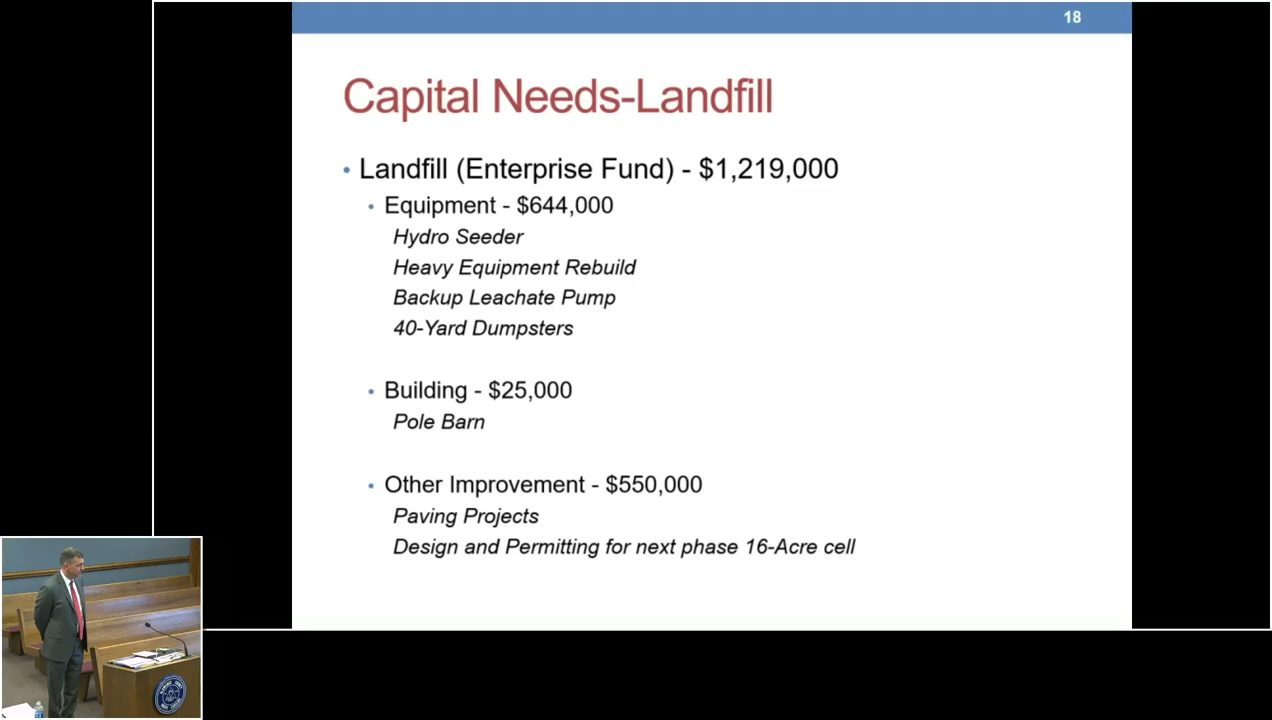 18
Capital Needs-Landfill
• Landfill (Enterprise Fund) - $1,219,000
• Equipment - $644,000
Hydro Seeder
Heavy Equipment Rebuild
Backup Leachate Pump
40-Yard Dumpsters
• Building - $25,000
Pole Barn
• Other Improvement - $550,000
Paving Projects
Design and Permitting for next phase 16-Acre cell